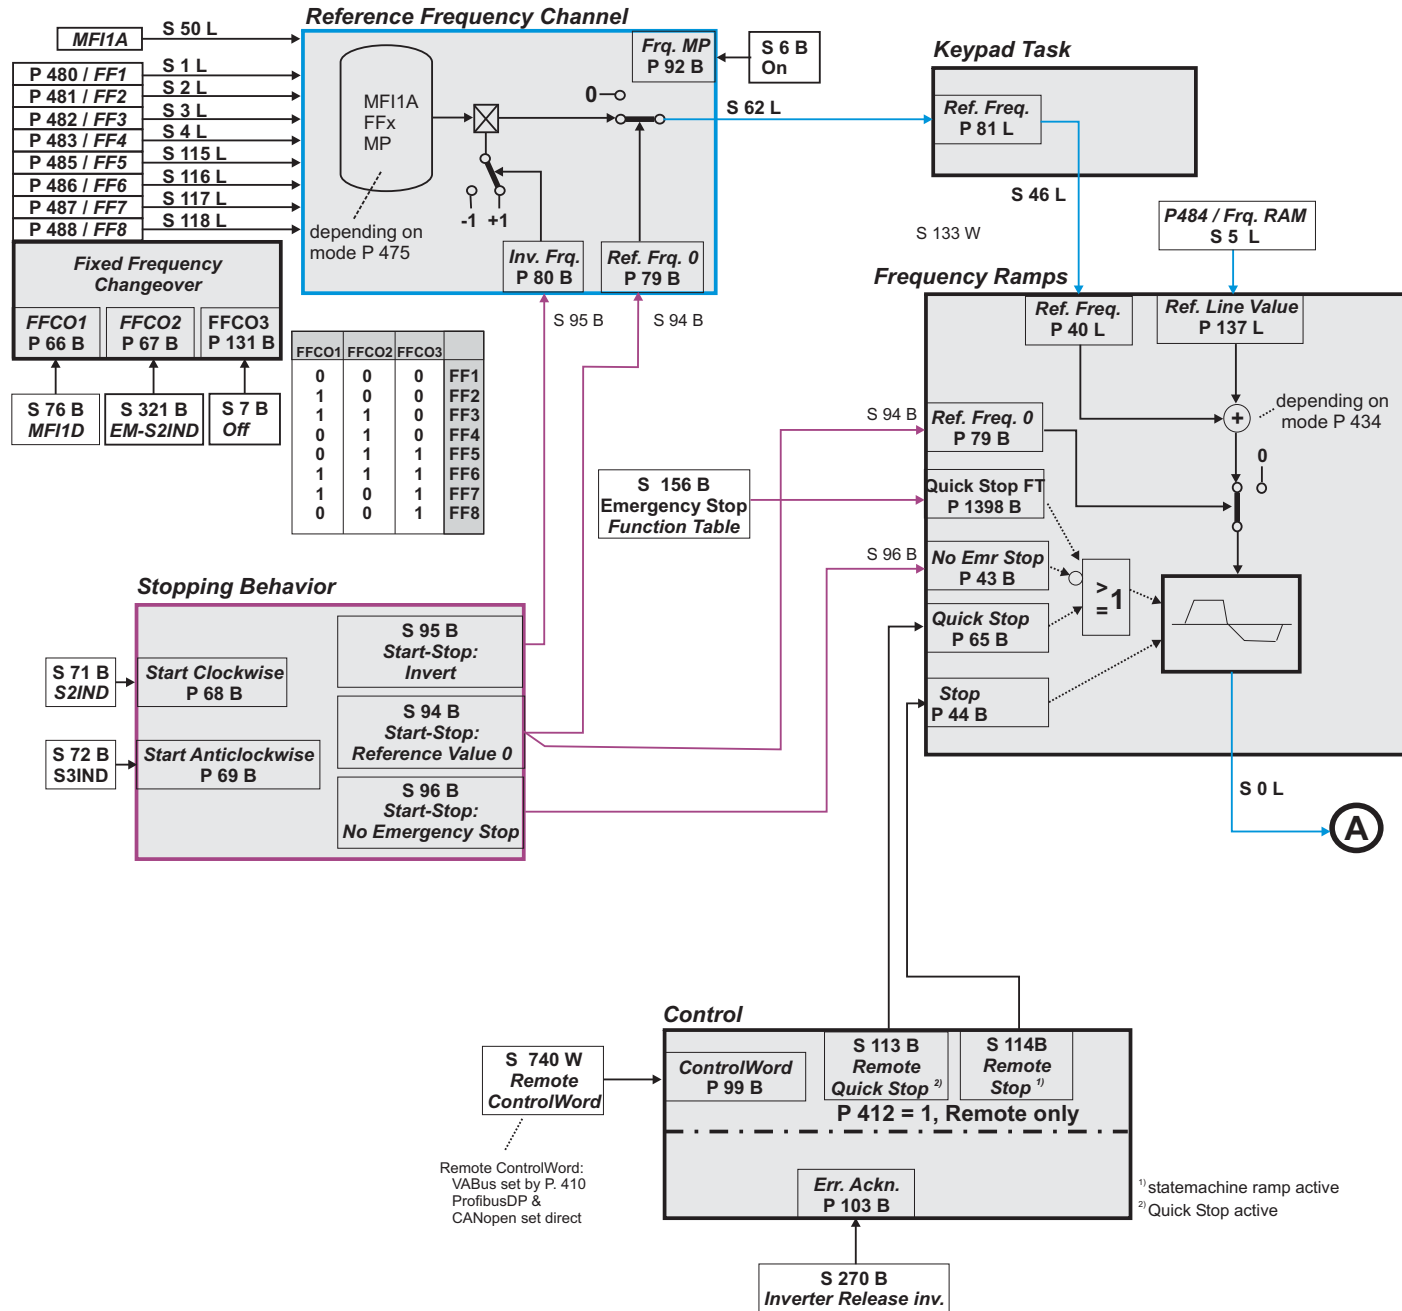 Reference Frequency Channel
MFI1A
S 50 L
P 480 / FF1
S 1 L
P 481 / FF2
S 2 L
P 482 / FF3
S 3 L
P 483 / FF4
S 4 L
P 485 / FF5
S 115 L
P 486 / FF6
S 116 L
P 487 / FF7
S 117 L
P 488 / FF8
S 118 L
MFI1A
FFx
MP
depending on
mode P 475
-1
+1
0
Frq. MP
P 92 B
S 6 B
On
S 62 L
Inv. Frq.
P 80 B
Ref. Frq. 0
P 79 B
S 95 B
S 94 B
Keypad Task
Ref. Freq.
P 81 L
S 46 L
S 133 W
P484 / Frq. RAM
S 5 L
Fixed Frequency
Changeover
FFCO1
P 66 B
FFCO2
P 67 B
FFCO3
P 131 B
S 76 B
MFI1D
S 321 B
EM-S2IND
S 7 B
Off
FFCO1 FFCO2 FFCO3
0 0 0 FF1
1 0 0 FF2
1 1 0 FF3
0 1 0 FF4
0 1 1 FF5
1 1 1 FF6
1 0 1 FF7
0 0 1 FF8
Frequency Ramps
Ref. Freq.
P 40 L
Ref. Line Value
P 137 L
+
depending on
mode P 434
0
S 94 B
Ref. Freq. 0
P 79 B
S 156 B
Emergency Stop
Function Table
Quick Stop FT
P 1398 B
S 96 B
No Emr Stop
P 43 B
Quick Stop
P 65 B
Stop
P 44 B
>
=
1
S 0 L
A
Stopping Behavior
S 71 B
S2IND
Start Clockwise
P 68 B
S 72 B
S3IND
Start Anticlockwise
P 69 B
S 95 B
Start-Stop:
Invert
S 94 B
Start-Stop:
Reference Value 0
S 96 B
Start-Stop:
No Emergency Stop
Control
S 740 W
Remote
ControlWord
ControlWord
P 99 B
S 113 B
Remote
Quick Stop 2)
S 114B
Remote
Stop 1)
P 412 = 1, Remote only
Remote ControlWord:
VABus set by P. 410
ProfibusDP &
CANopen set direct
Err. Ackn.
P 103 B
1) statemachine ramp active
2) Quick Stop active
S 270 B
Inverter Release inv.